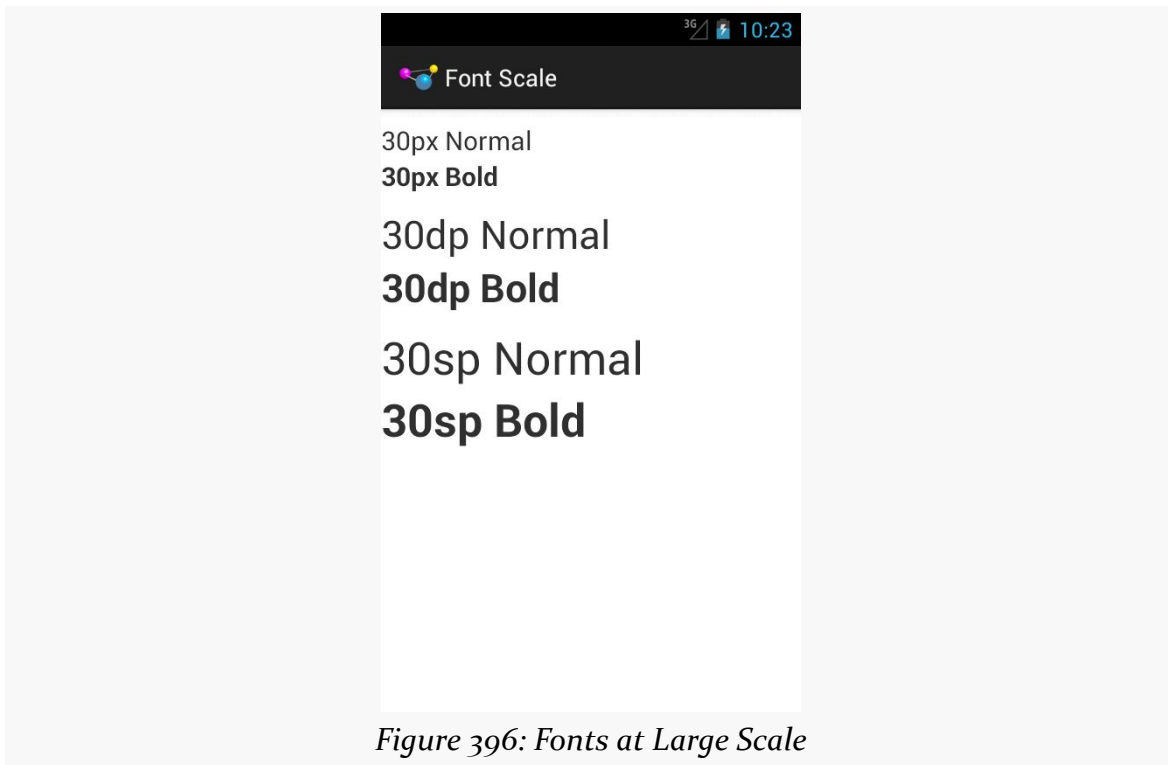 3G 10:23
Font Scale
30px Normal
30px Bold
30dp Normal
30dp Bold
30sp Normal
30sp Bold
Figure 396: Fonts at Large Scale